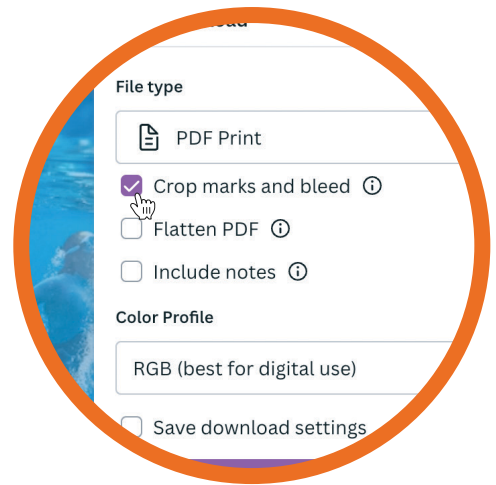 File type
PDF Print
Crop marks and bleed
Flatten PDF
Include notes
Color Profile
RGB (best for digital use)
Save download settings